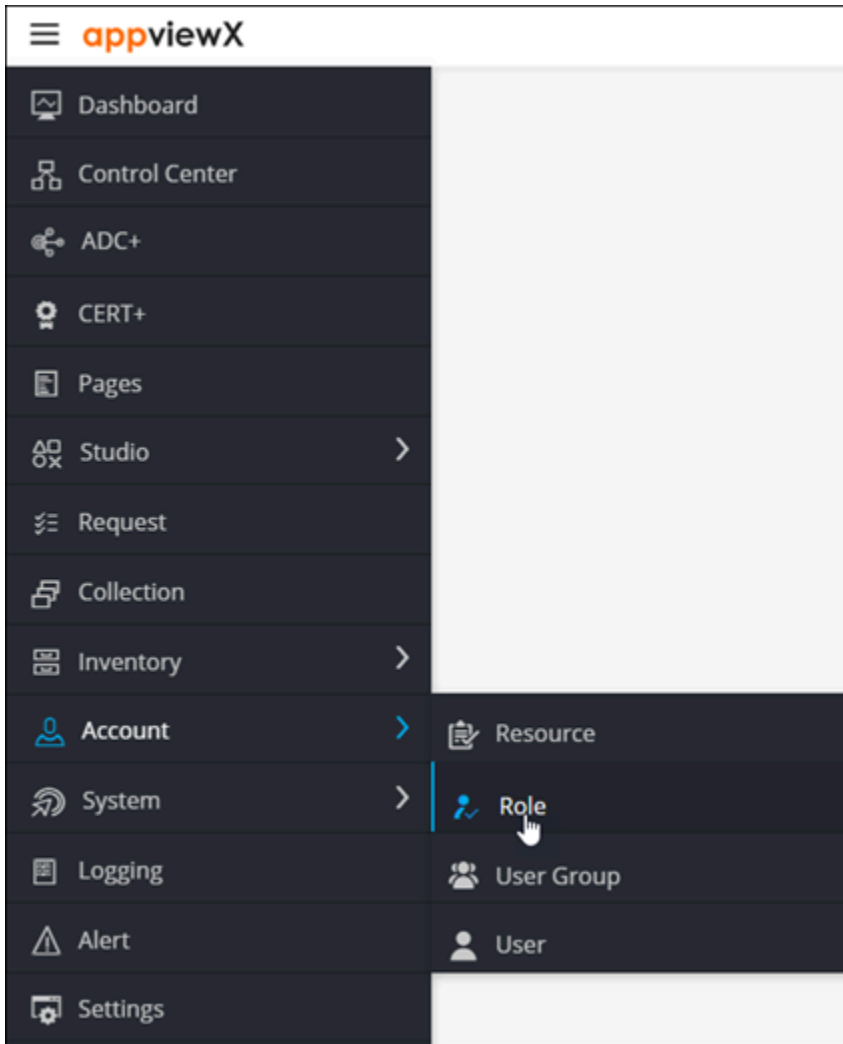 appviewX
Dashboard
Control Center
ADC+
CERT+
Pages
Studio
Request
Collection
Inventory
Account
System
Logging
Alert
Settings
Resource
Role
User Group
User